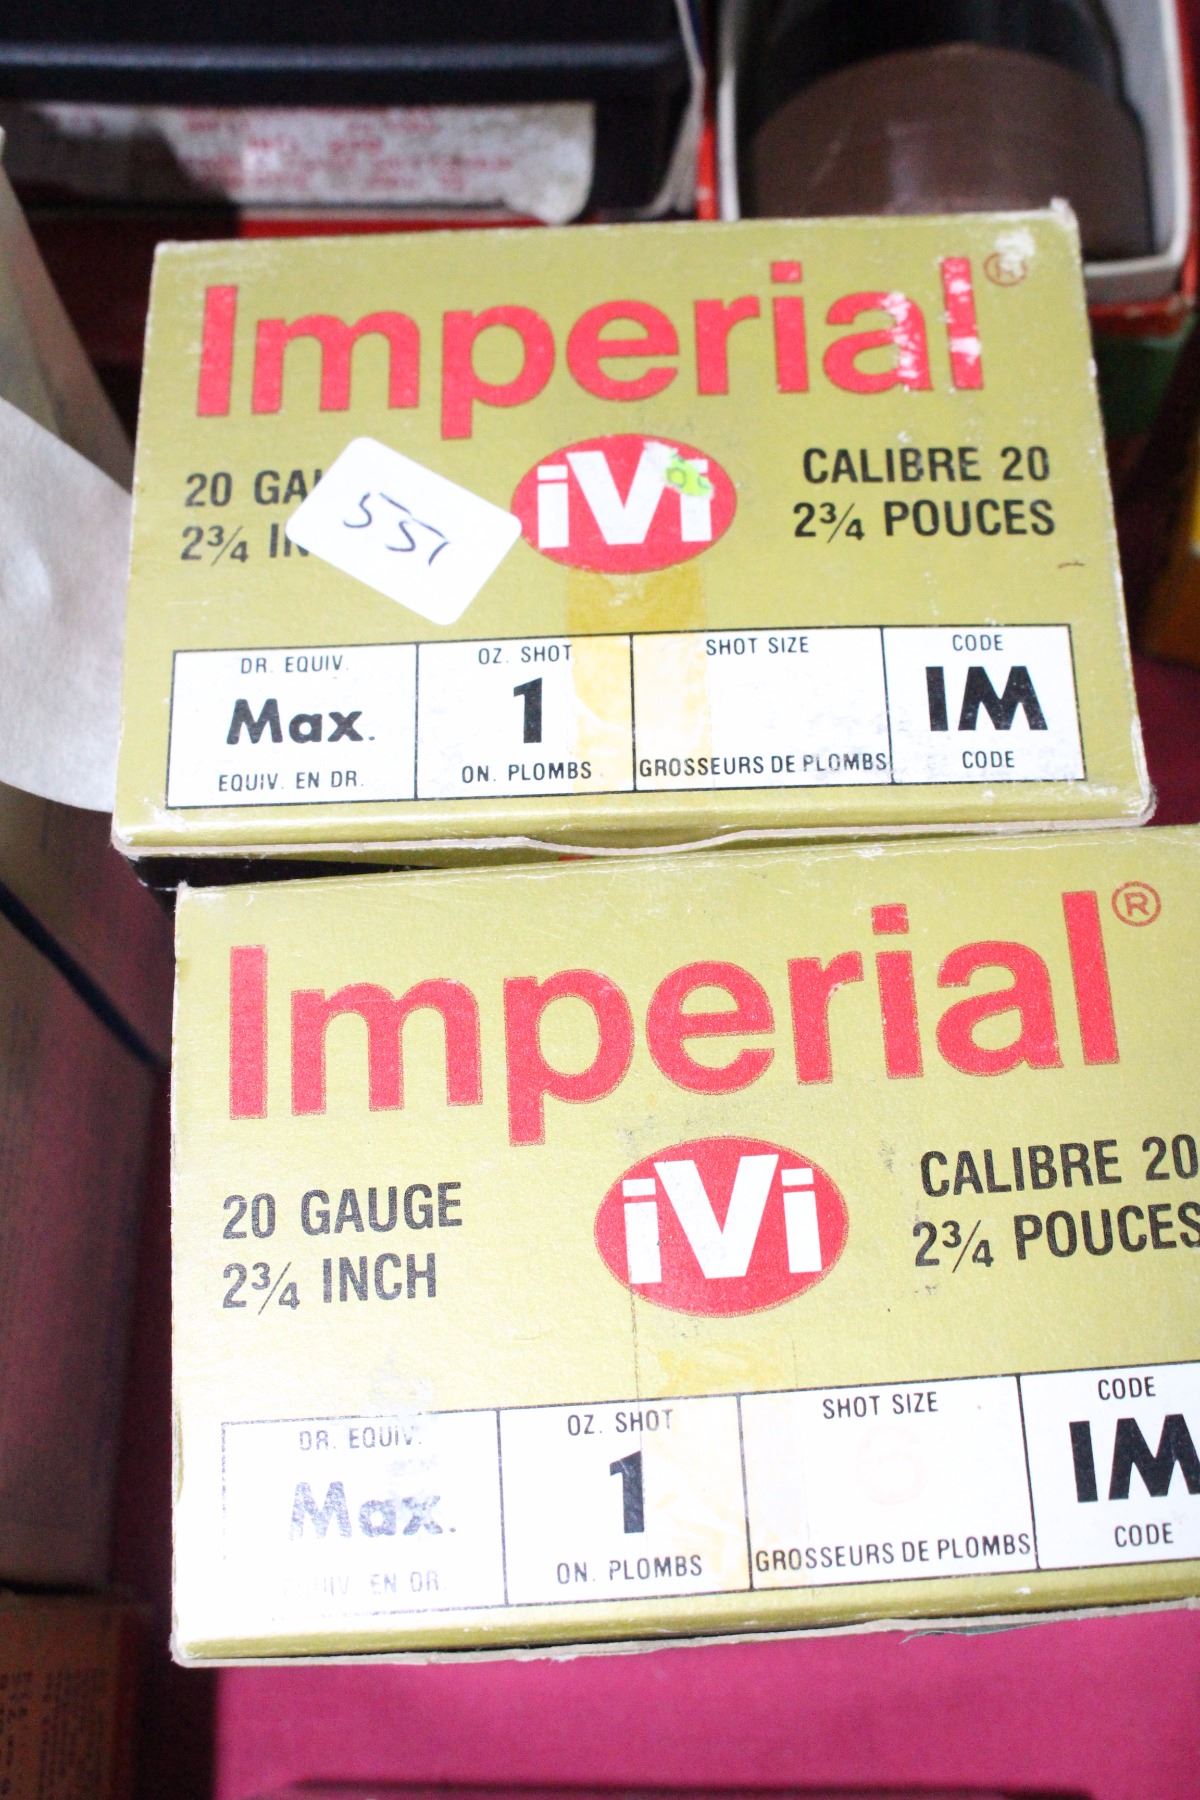 Imperial®
20 GAU
2¾ IN
551
iVi
CALIBRE 20
2¾ POUCES
DR. EQUIV.
Max.
EQUIV. EN DR.
OZ. SHOT
1
ON. PLOMBS
SHOT SIZE
GROSSEURS DE PLOMBS
CODE
IM
CODE
Imperial®
20 GAUGE
2¾ INCH
iVi
CALIBRE 20
2¾ POUCES
DR. EQUIV.
Max.
EQUIV. EN DR.
OZ. SHOT
1
ON. PLOMBS
SHOT SIZE
6
GROSSEURS DE PLOMBS
CODE
IM
CODE